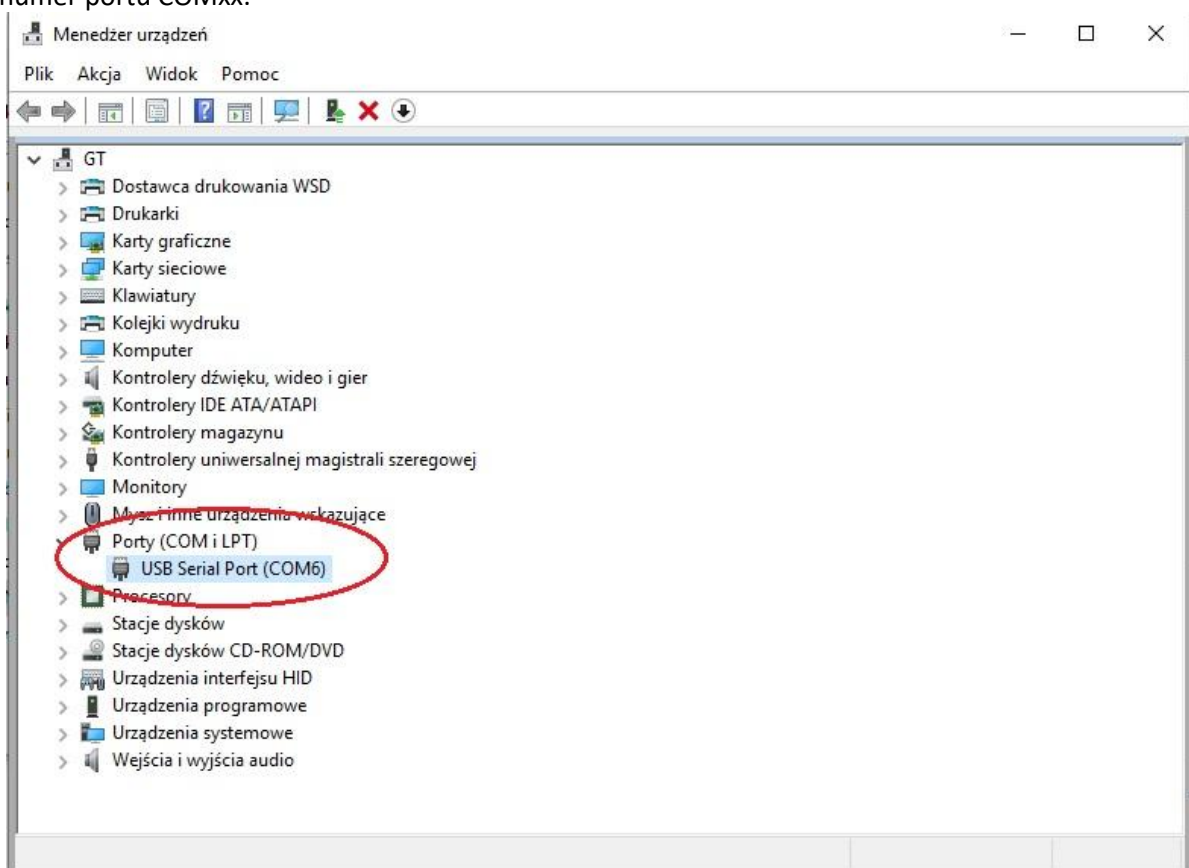 numer portu COMxx.
Menedżer urządzeń
Plik Akcja Widok Pomoc
GT
Dostawca drukowania WSD
Drukarki
Karty graficzne
Karty sieciowe
Klawiatury
Kolejki wydruku
Komputer
Kontrolery dźwięku, wideo i gier
Kontrolery IDE ATA/ATAPI
Kontrolery magazynu
Kontrolery uniwersalnej magistrali szeregowej
Monitory
Mysz i inne urządzenia wskazujące
Porty (COM i LPT)
USB Serial Port (COM6)
Procesory
Stacje dysków
Stacje dysków CD-ROM/DVD
Urządzenia interfejsu HID
Urządzenia programowe
Urządzenia systemowe
Wejścia i wyjścia audio